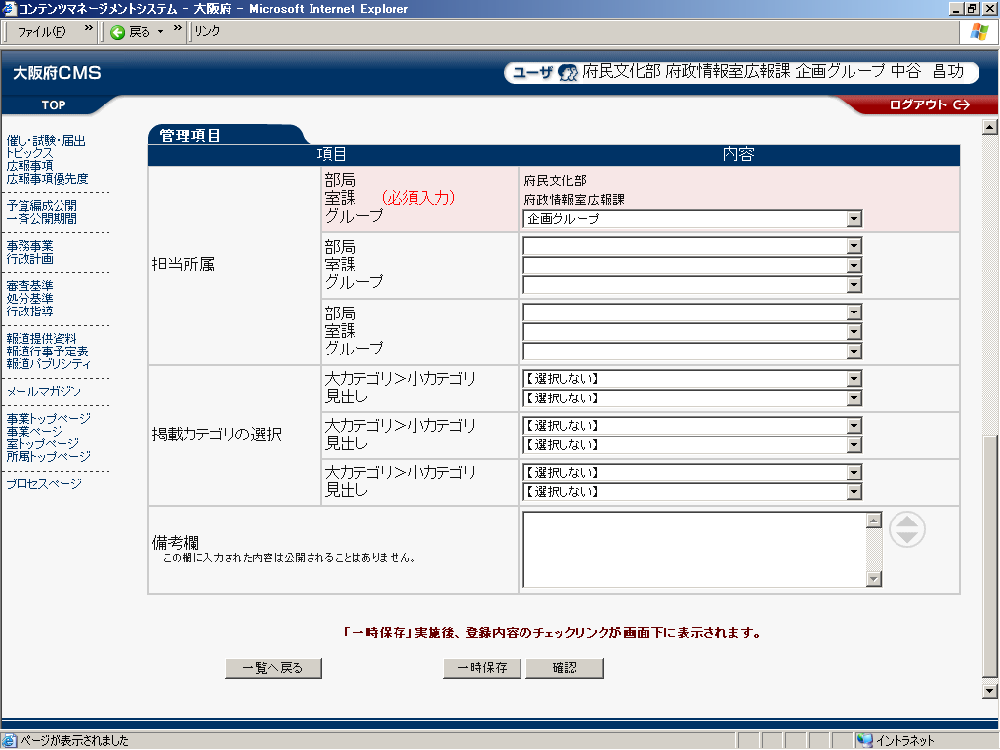 コンテンツマネージメントシステム - 大阪府 - Microsoft Internet Explorer
ファイル(F) » 戻る » リンク
大阪府CMS
ユーザ 府民文化部 府政情報室広報課 企画グループ 中谷 昌功
TOP
ログアウト
催し・試験・届出
トピックス
広報事項
広報事項優先度
予算編成公開
一斉公開期間
事務事業
行政計画
審査基準
処分基準
行政指導
報道提供資料
報道行事予定表
報道パブリシティ
メールマガジン
事業トップページ
事業ページ
室トップページ
所属トップページ
プロセスページ
管理項目
項目 内容
担当所属
部局
室課 (必須入力)
グループ
府民文化部
府政情報室広報課
企画グループ
部局
室課
グループ
部局
室課
グループ
掲載カテゴリの選択
大カテゴリ>小カテゴリ 【選択しない】
見出し 【選択しない】
大カテゴリ>小カテゴリ 【選択しない】
見出し 【選択しない】
大カテゴリ>小カテゴリ 【選択しない】
見出し 【選択しない】
備考欄
この欄に入力された内容は公開されることはありません。
「一時保存」実施後、登録内容のチェックリンクが画面下に表示されます。
一覧へ戻る 一時保存 確認
ページが表示されました イントラネット